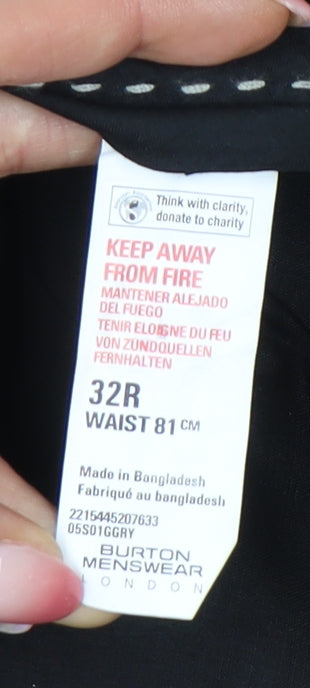 Think with clarity,
donate to charity
KEEP AWAY
FROM FIRE
MANTENER ALEJADO
DEL FUEGO
TENIR ELOIGNE DU FEU
VON ZÜNDQUELLEN
FERNHALTEN
32R
WAIST 81 CM
Made in Bangladesh
Fabriqué au bangladesh
2215445207633
05S01GGRY
BURTON
MENSWEAR
LONDON